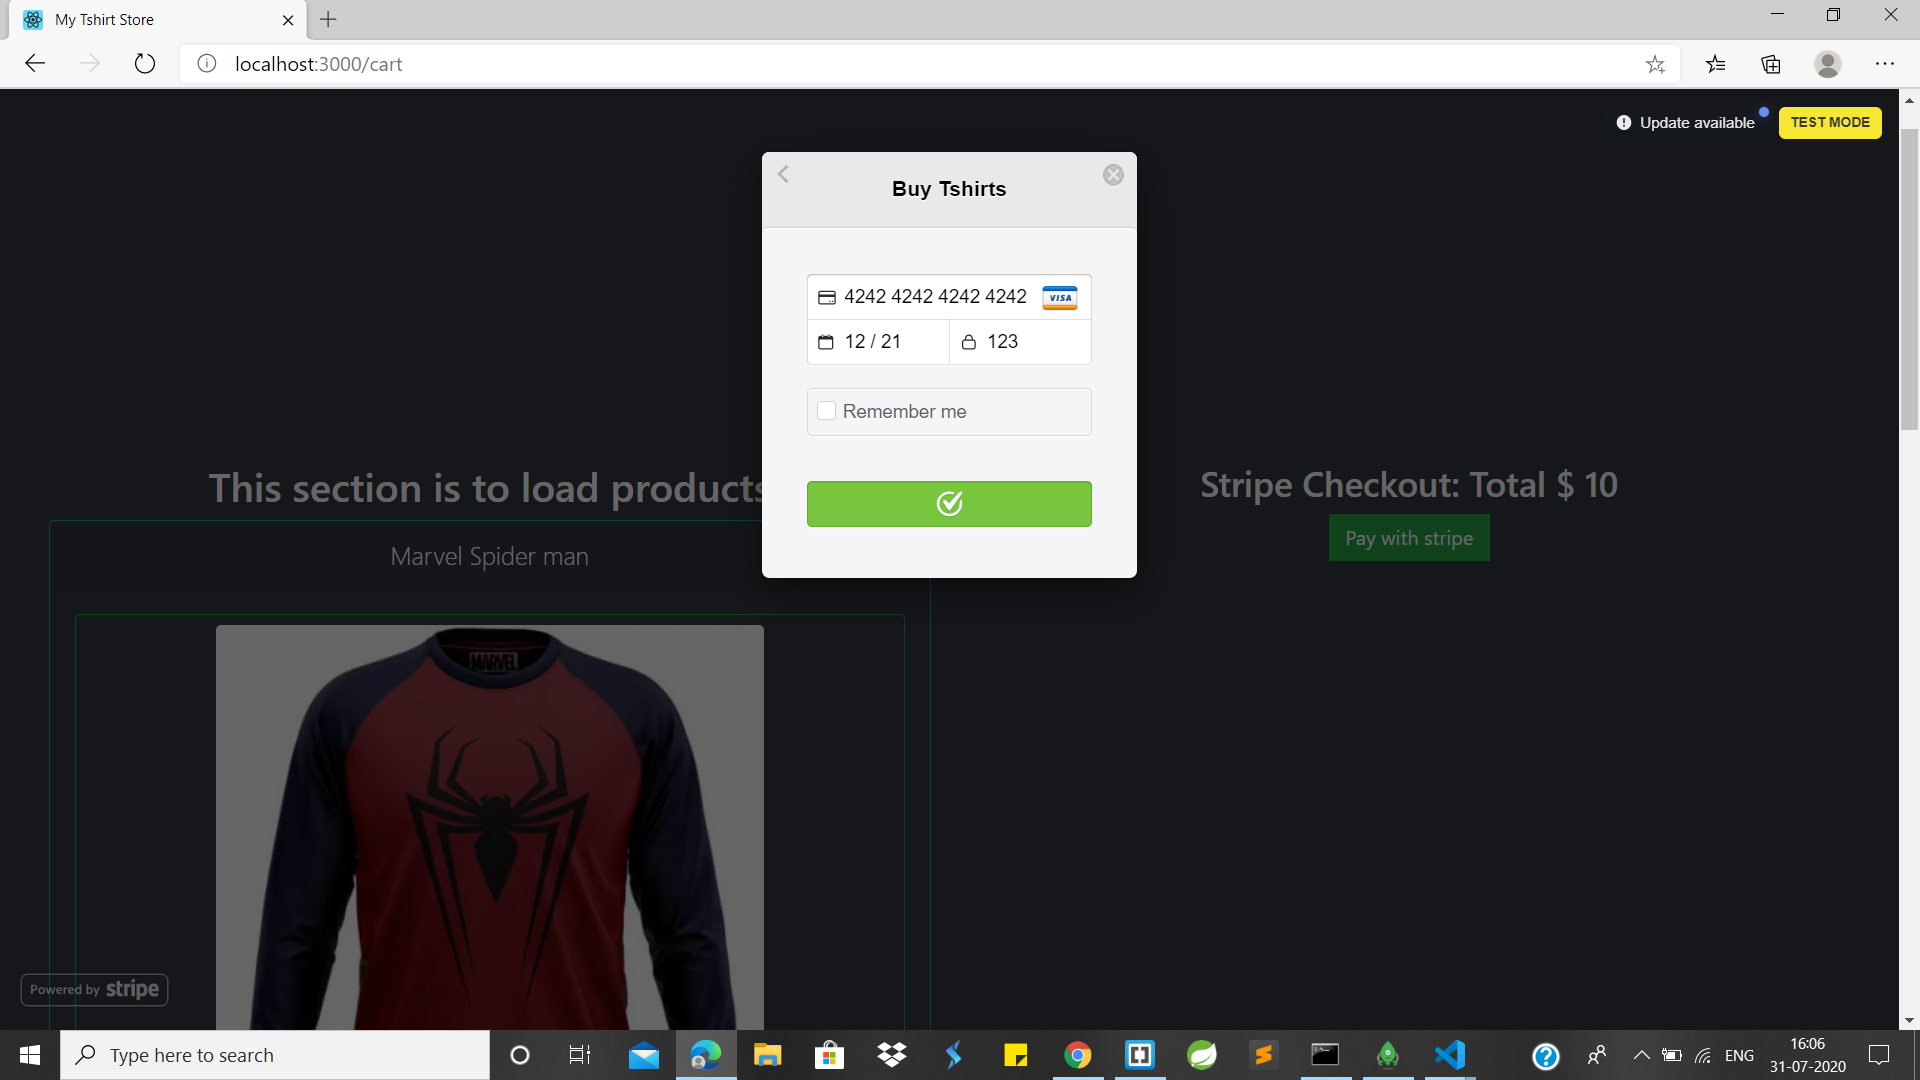 My Tshirt Store
localhost:3000/cart
Update available
TEST MODE
Buy Tshirts
4242 4242 4242 4242
VISA
12 / 21
123
Remember me
This section is to load products
Stripe Checkout: Total $ 10
Pay with stripe
Marvel Spider man
MARVEL
Powered by stripe
Type here to search
ENG
16:06
31-07-2020